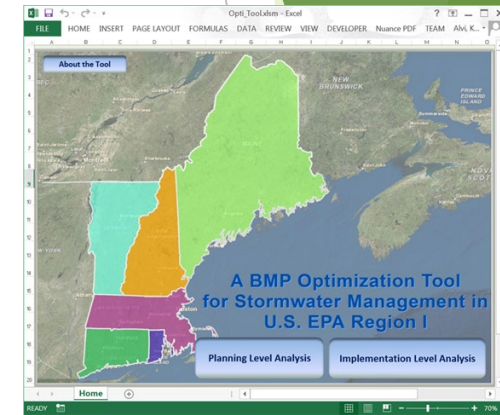 Opti_Tool.xlsm - Excel
FILE HOME INSERT PAGE LAYOUT FORMULAS DATA REVIEW VIEW DEVELOPER Nuance PDF TEAM Alvi, K...
About the Tool
NEW
BRUNSWICK
PRINCE
EDWARD
ISLAND
A BMP Optimization Tool
for Stormwater Management in
U.S. EPA Region I
Planning Level Analysis
Implementation Level Analysis
Home
READY
70%